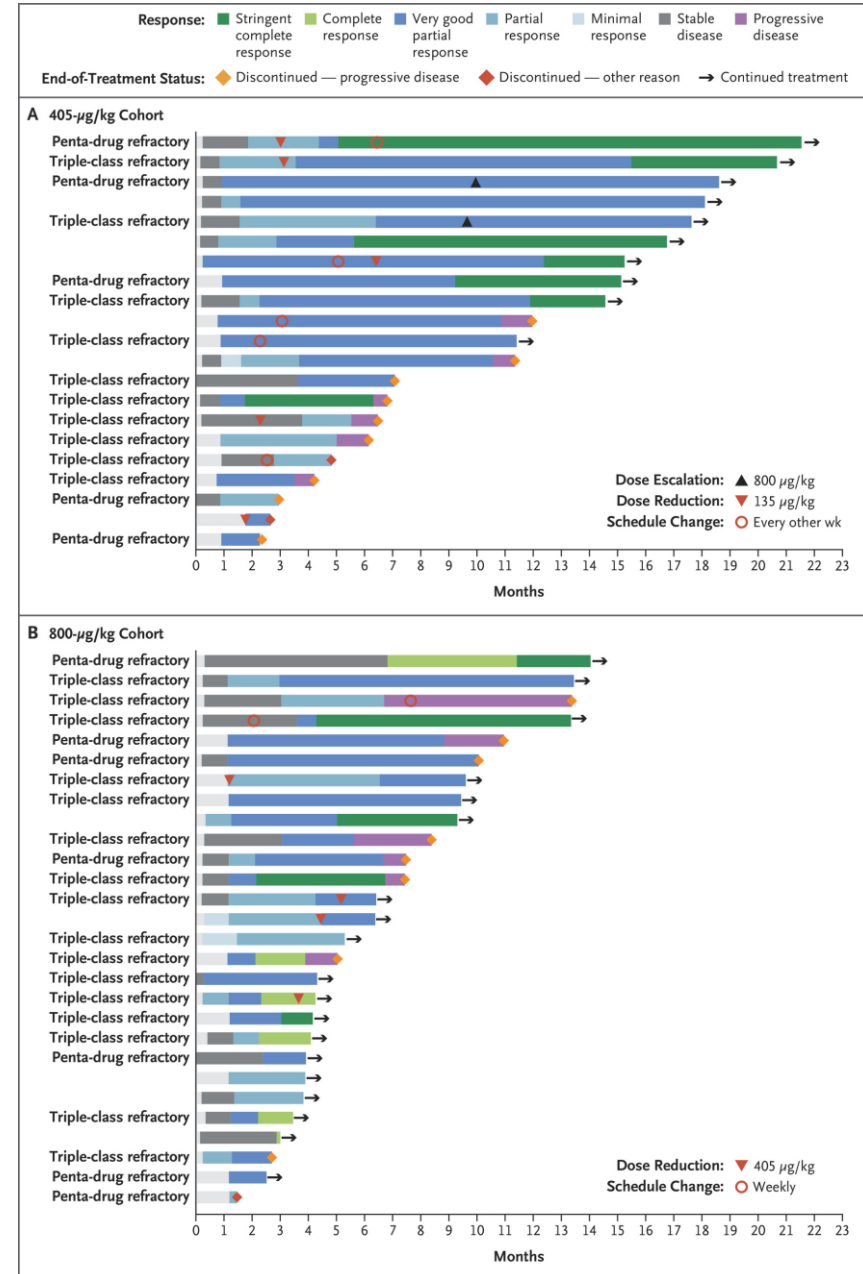 Response: Stringent complete response Complete response Very good partial response Partial response Minimal response Stable disease Progressive disease
End-of-Treatment Status: Discontinued — progressive disease Discontinued — other reason Continued treatment
A 405-μg/kg Cohort
Penta-drug refractory
Triple-class refractory
Penta-drug refractory
Triple-class refractory
Penta-drug refractory
Triple-class refractory
Triple-class refractory
Triple-class refractory
Triple-class refractory
Triple-class refractory
Triple-class refractory
Triple-class refractory
Triple-class refractory
Penta-drug refractory
Penta-drug refractory
Dose Escalation: 800 μg/kg
Dose Reduction: 135 μg/kg
Schedule Change: Every other wk
0 1 2 3 4 5 6 7 8 9 10 11 12 13 14 15 16 17 18 19 20 21 22 23
Months
B 800-μg/kg Cohort
Penta-drug refractory
Triple-class refractory
Triple-class refractory
Triple-class refractory
Penta-drug refractory
Penta-drug refractory
Triple-class refractory
Triple-class refractory
Triple-class refractory
Penta-drug refractory
Triple-class refractory
Triple-class refractory
Triple-class refractory
Triple-class refractory
Triple-class refractory
Triple-class refractory
Triple-class refractory
Triple-class refractory
Penta-drug refractory
Triple-class refractory
Triple-class refractory
Penta-drug refractory
Penta-drug refractory
Dose Reduction: 405 μg/kg
Schedule Change: Weekly
0 1 2 3 4 5 6 7 8 9 10 11 12 13 14 15 16 17 18 19 20 21 22 23
Months